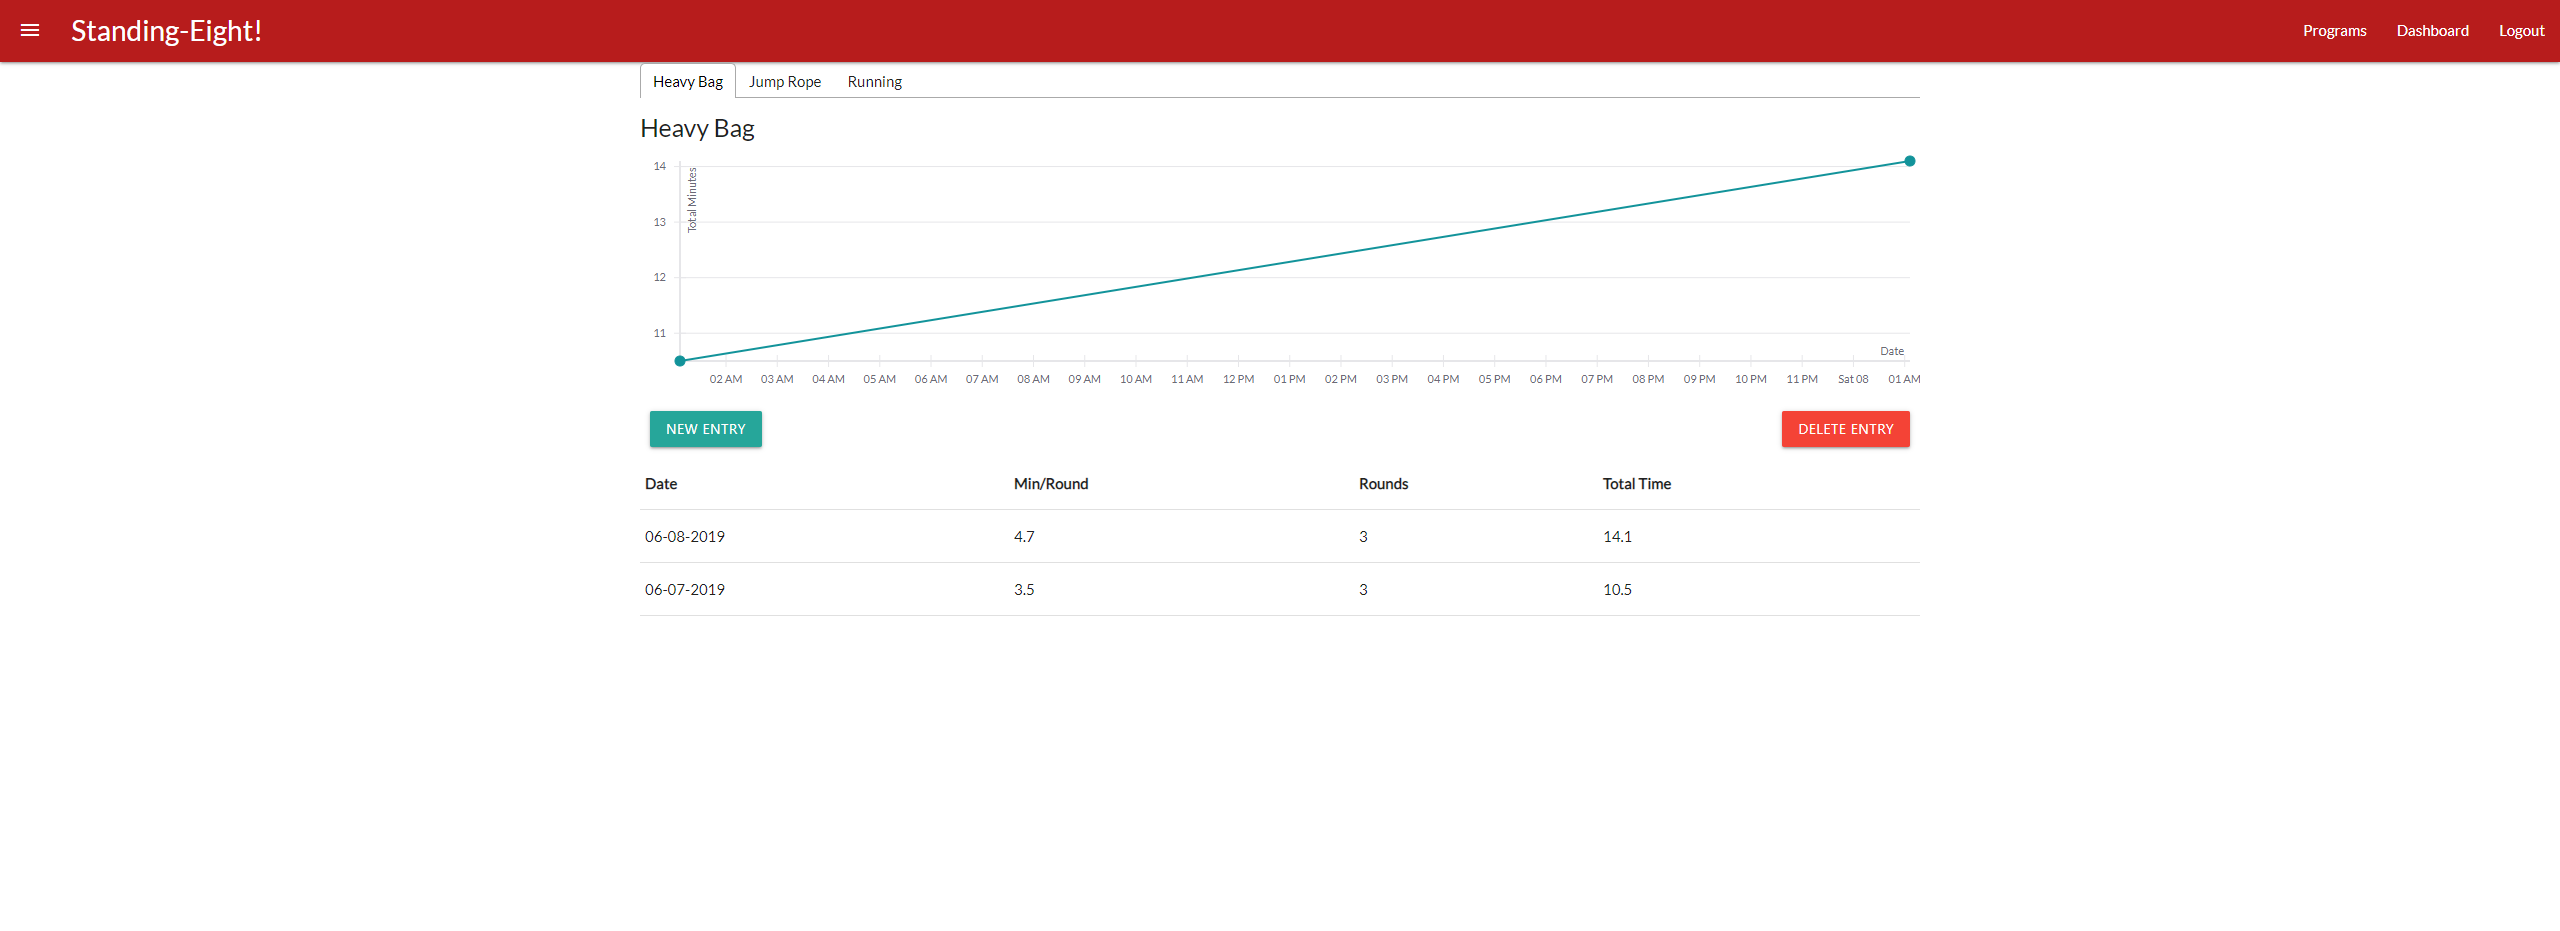 Standing-Eight!
Programs Dashboard Logout
Heavy Bag Jump Rope Running
Heavy Bag
14
Total Minutes
13
12
11
Date
02 AM 03 AM 04 AM 05 AM 06 AM 07 AM 08 AM 09 AM 10 AM 11 AM 12 PM 01 PM 02 PM 03 PM 04 PM 05 PM 06 PM 07 PM 08 PM 09 PM 10 PM 11 PM Sat 08 01 AM
NEW ENTRY DELETE ENTRY
Date Min/Round Rounds Total Time
06-08-2019 4.7 3 14.1
06-07-2019 3.5 3 10.5